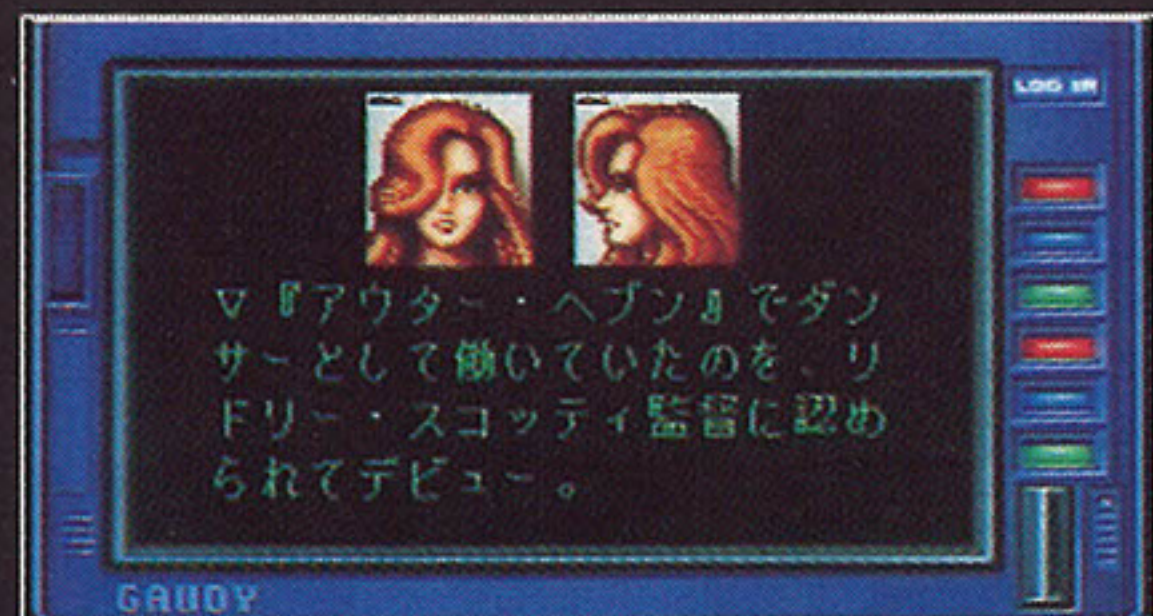 ▽『アウター・ヘブン』でダン
サーとして働いていたのを、リ
ドリー・スコッティ監督に認め
られてデビュー。
GAUDY